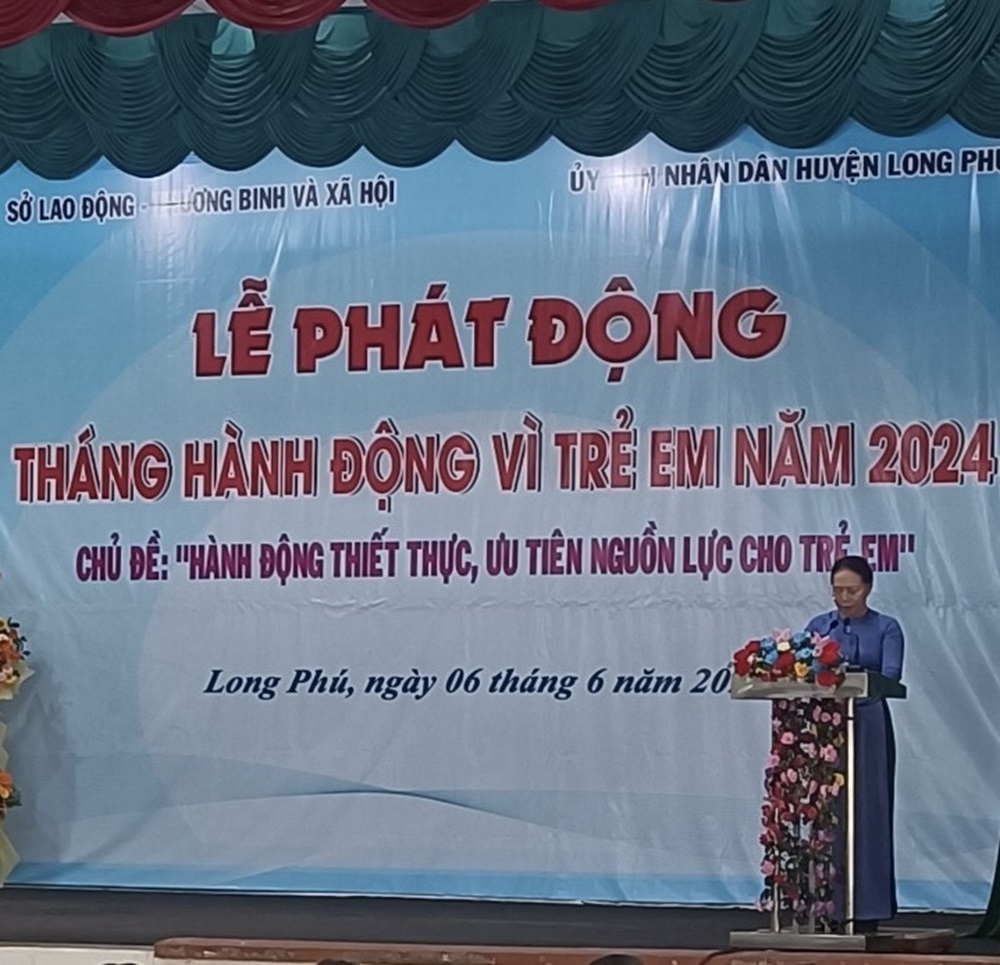 SỞ LAO ĐỘNG - ƯƠNG BINH VÀ XÃ HỘI
ỦY NHÂN DÂN HUYỆN LONG PHÚ
LỄ PHÁT ĐỘNG
THÁNG HÀNH ĐỘNG VÌ TRẺ EM NĂM 2024
CHỦ ĐỀ: "HÀNH ĐỘNG THIẾT THỰC, ƯU TIÊN NGUỒN LỰC CHO TRẺ EM"
Long Phú, ngày 06 tháng 6 năm 20